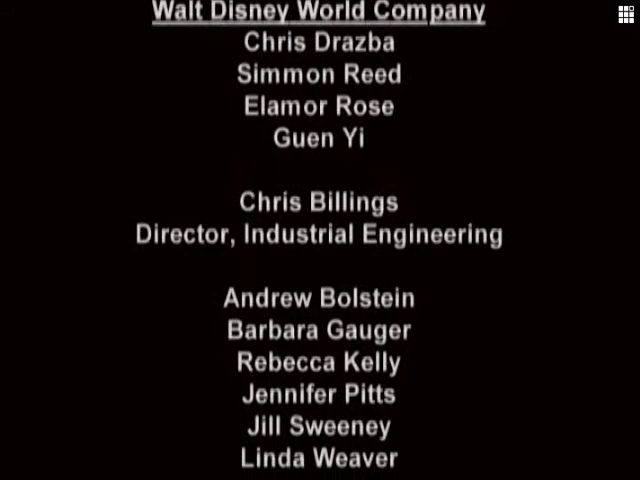 Walt Disney World Company
Chris Drazba
Simmon Reed
Elamor Rose
Guen Yi
Chris Billings
Director, Industrial Engineering
Andrew Bolstein
Barbara Gauger
Rebecca Kelly
Jennifer Pitts
Jill Sweeney
Linda Weaver